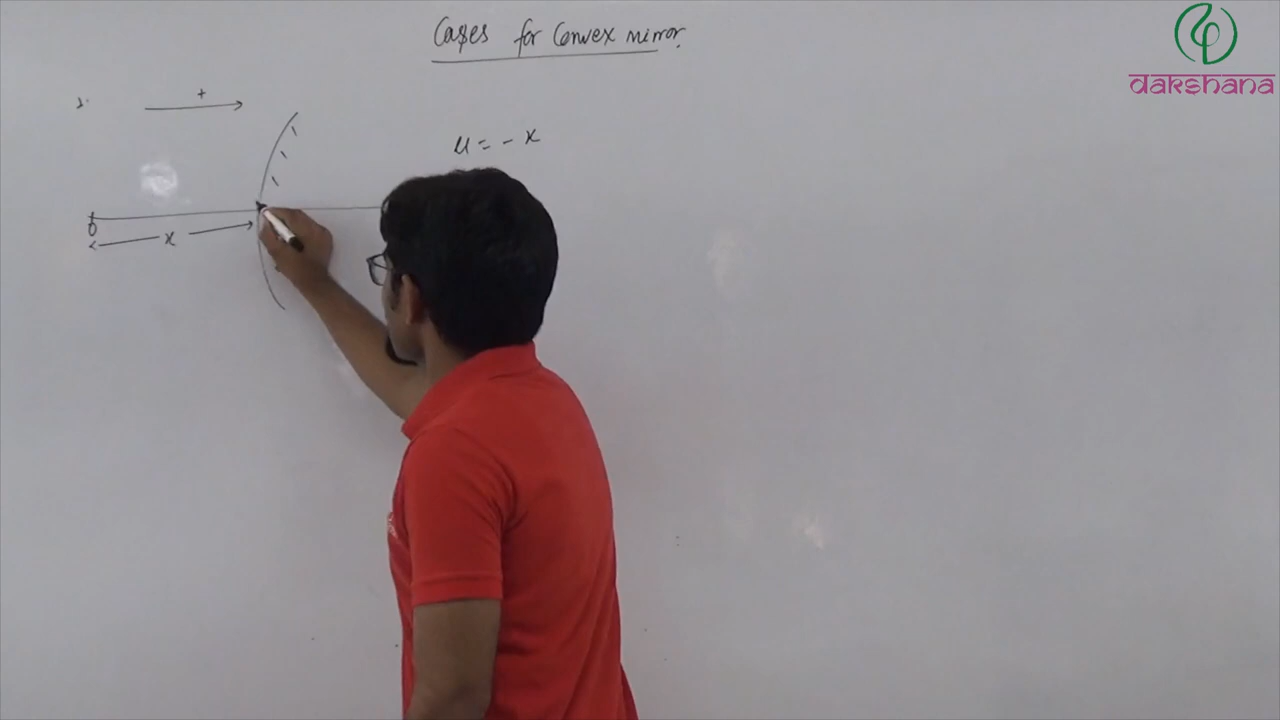 Cases for Convex mirror.
dakshana
+
u = - x
O
x